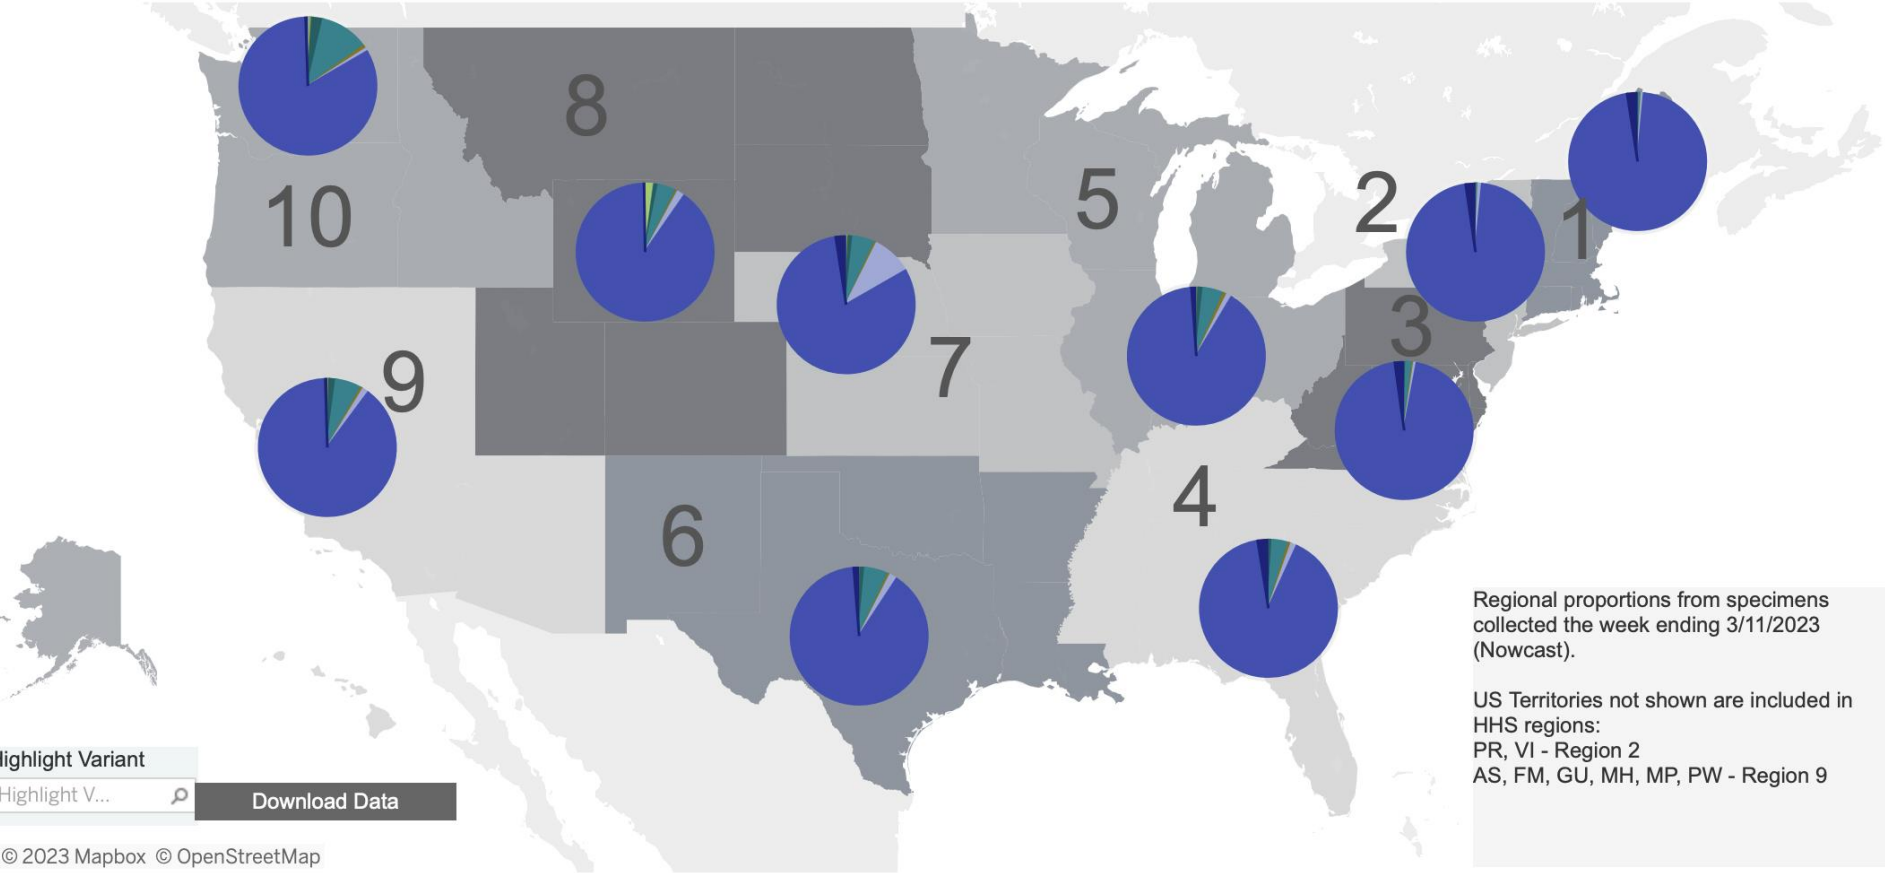 8
10
5
2
1
3
9
7
4
6
Regional proportions from specimens
collected the week ending 3/11/2023
(Nowcast).
US Territories not shown are included in
HHS regions:
PR, VI - Region 2
AS, FM, GU, MH, MP, PW - Region 9
Highlight Variant
Highlight V...
Download Data
© 2023 Mapbox © OpenStreetMap